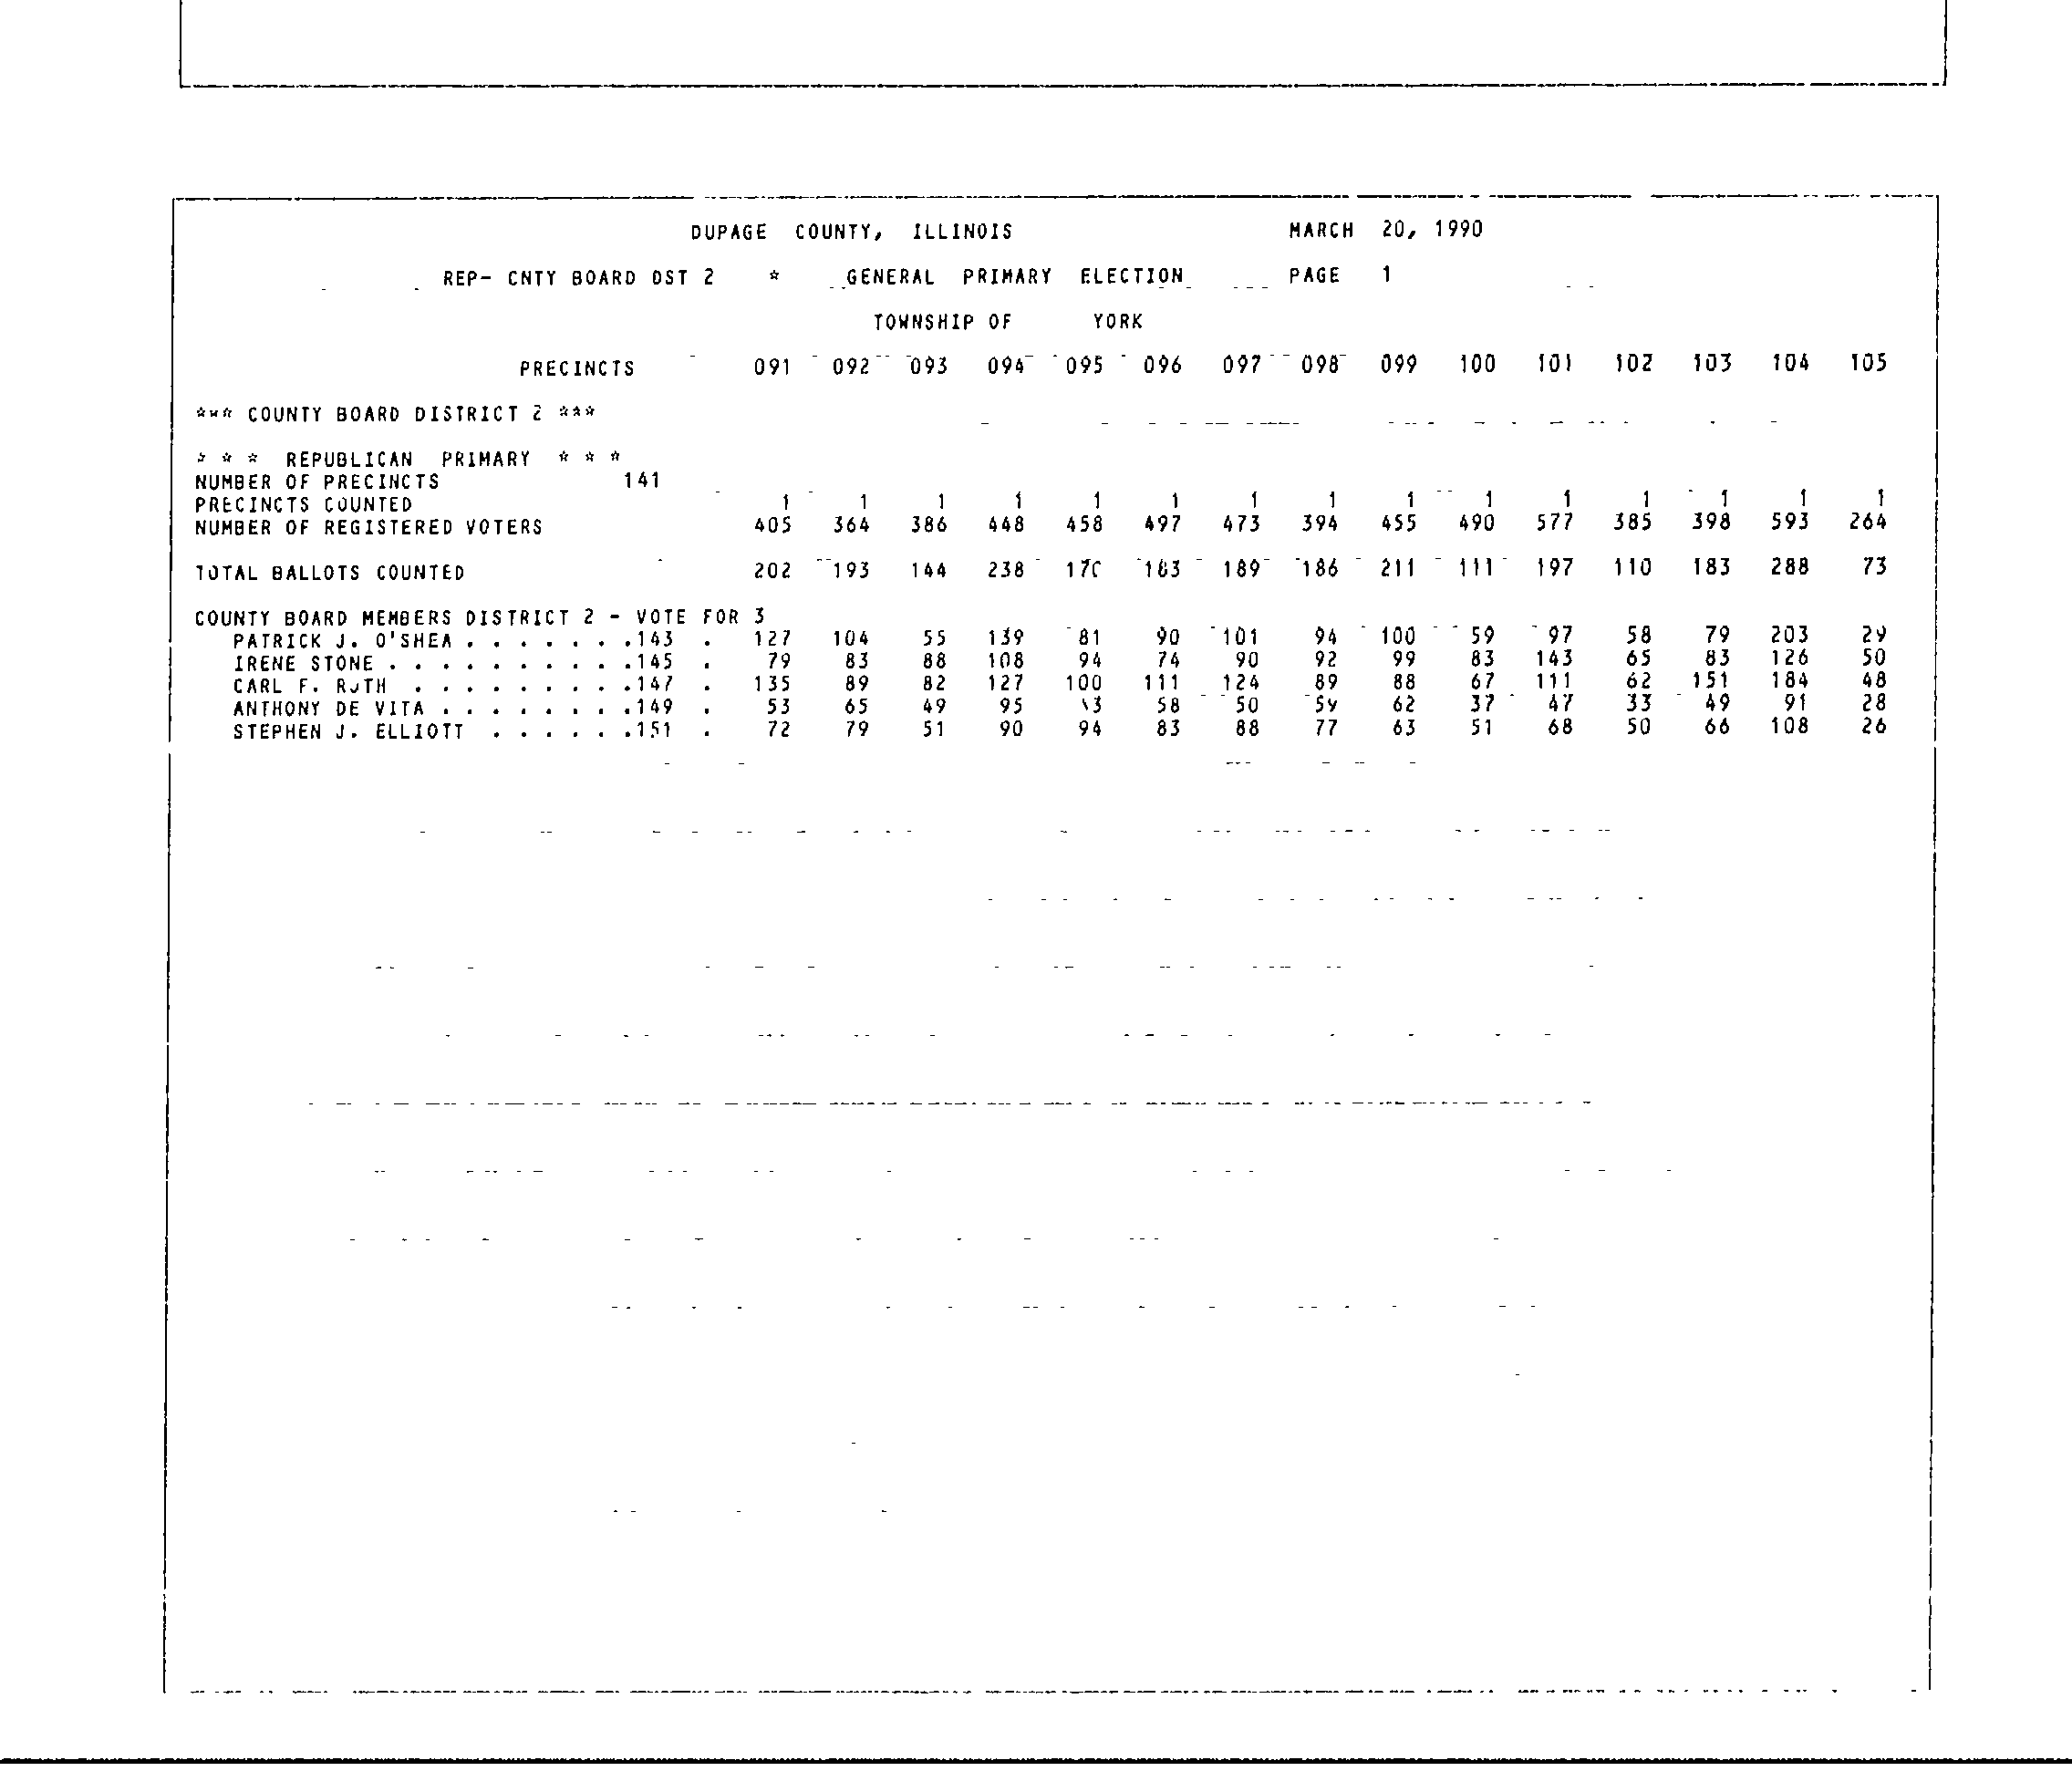 DUPAGE COUNTY, ILLINOIS MARCH 20, 1990
REP- CNTY BOARD DST 2 * GENERAL PRIMARY ELECTION PAGE 1
TOWNSHIP OF YORK
PRECINCTS 091 092 093 094 095 096 097 098 099 100 101 102 103 104 105
*** COUNTY BOARD DISTRICT 2 ***
* * * REPUBLICAN PRIMARY * * *
NUMBER OF PRECINCTS 141
PRECINCTS COUNTED 1 1 1 1 1 1 1 1 1 1 1 1 1 1 1
NUMBER OF REGISTERED VOTERS 405 364 386 448 458 497 473 394 455 490 577 385 398 593 264
TOTAL BALLOTS COUNTED 202 193 144 238 170 183 189 186 211 111 197 110 183 288 73
COUNTY BOARD MEMBERS DISTRICT 2 - VOTE FOR 3
PATRICK J. O'SHEA . . . . . . .143 . 127 104 55 139 81 90 101 94 100 59 97 58 79 203 29
IRENE STONE . . . . . . . . . .145 . 79 83 88 108 94 74 90 92 99 83 143 65 83 126 50
CARL F. ROTH . . . . . . . . .147 . 135 89 82 127 100 111 124 89 88 67 111 62 151 184 48
ANTHONY DE VITA . . . . . . . .149 . 53 65 49 95 58 50 59 62 37 47 33 49 91 28
STEPHEN J. ELLIOTT . . . . . .151 . 72 79 51 90 94 83 88 77 63 51 68 50 66 108 26